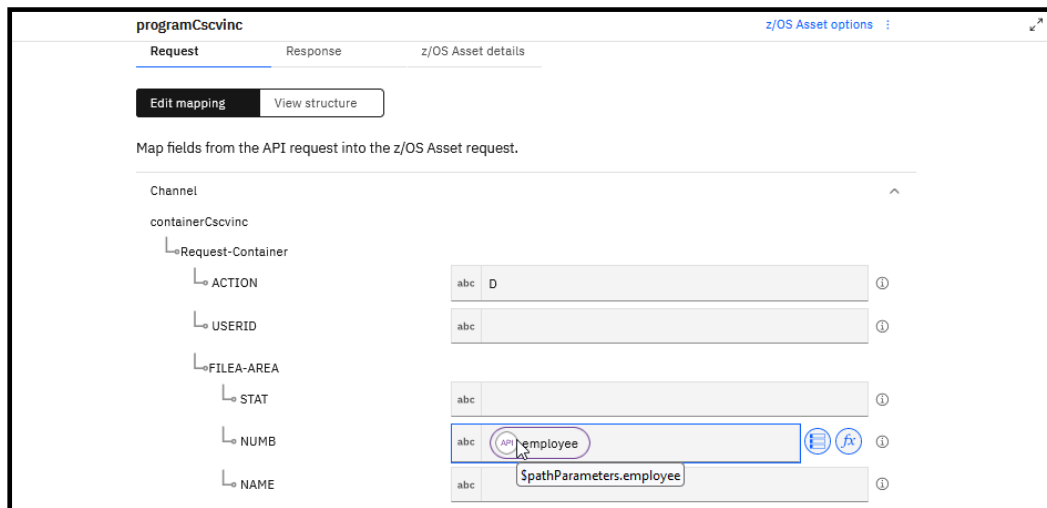 programCscvinc
z/OS Asset options
Request Response z/OS Asset details
Edit mapping View structure
Map fields from the API request into the z/OS Asset request.
Channel
containerCscvinc
Request-Container
ACTION abc D
USERID abc
FILEA-AREA
STAT abc
NUMB abc API employee fx
$pathParameters.employee
NAME abc